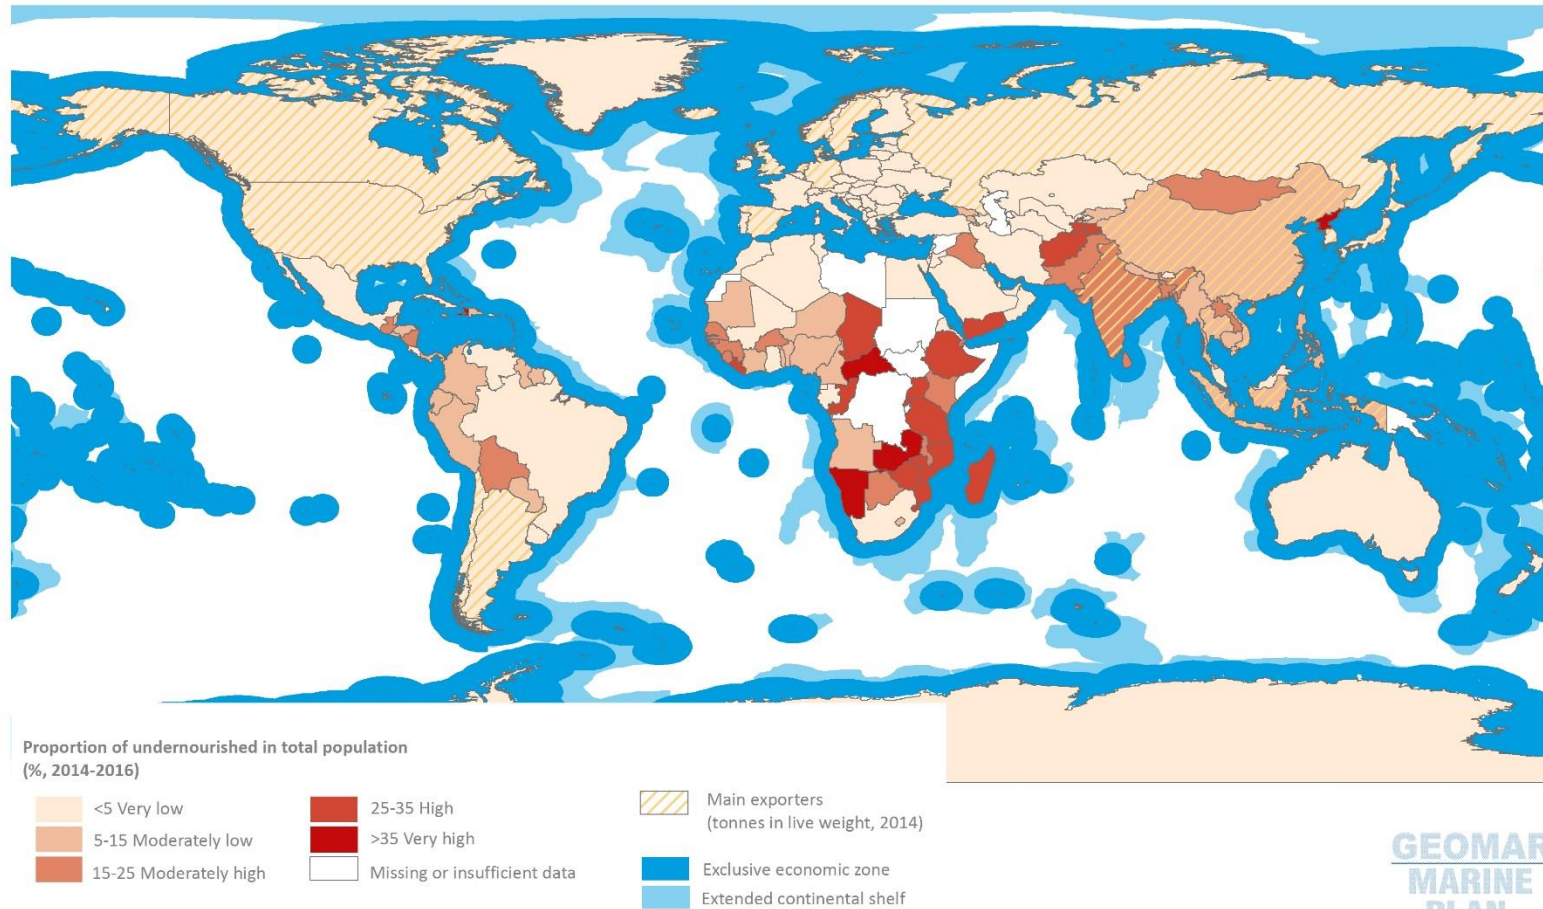 Proportion of undernourished in total population
(%, 2014-2016)
<5 Very low
5-15 Moderately low
15-25 Moderately high
25-35 High
>35 Very high
Missing or insufficient data
Main exporters
(tonnes in live weight, 2014)
Exclusive economic zone
Extended continental shelf
GEOMAR
MARINE
PLAN